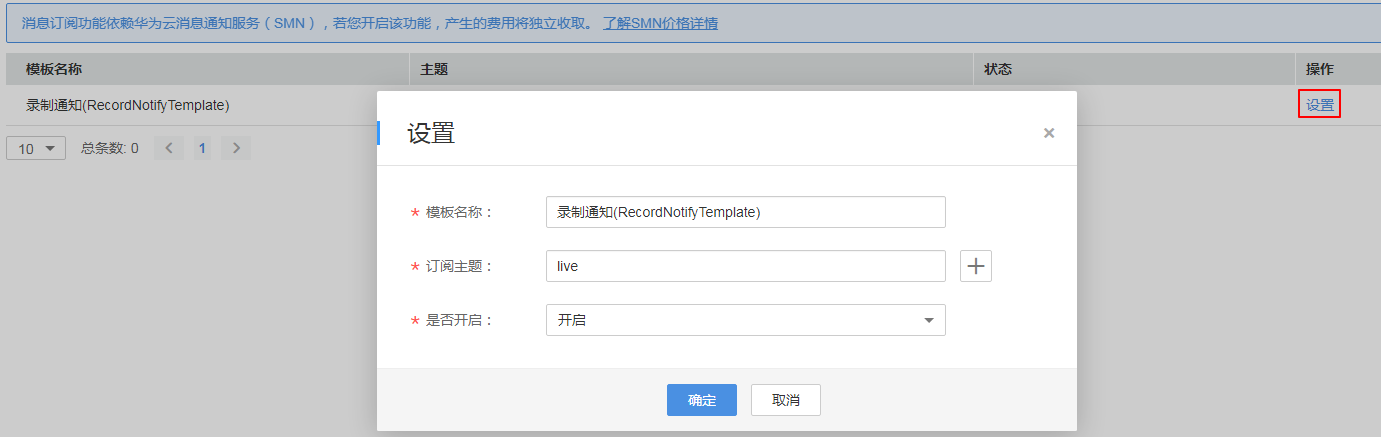 消息订阅功能依赖华为云消息通知服务（SMN），若您开启该功能，产生的费用将独立收取。 了解SMN价格详情
模板名称 主题 状态 操作
录制通知(RecordNotifyTemplate) 设置
10 总条数: 0 1
设置
* 模板名称：
录制通知(RecordNotifyTemplate)
* 订阅主题：
live
* 是否开启：
开启
确定 取消